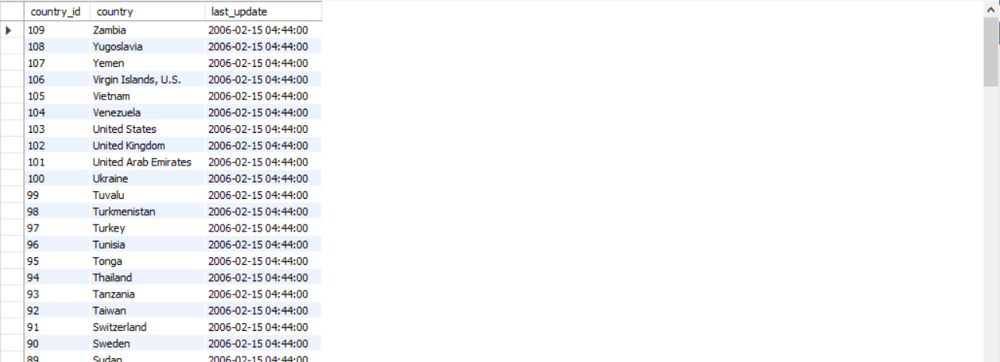 country_id country last_update
109 Zambia 2006-02-15 04:44:00
108 Yugoslavia 2006-02-15 04:44:00
107 Yemen 2006-02-15 04:44:00
106 Virgin Islands, U.S. 2006-02-15 04:44:00
105 Vietnam 2006-02-15 04:44:00
104 Venezuela 2006-02-15 04:44:00
103 United States 2006-02-15 04:44:00
102 United Kingdom 2006-02-15 04:44:00
101 United Arab Emirates 2006-02-15 04:44:00
100 Ukraine 2006-02-15 04:44:00
99 Tuvalu 2006-02-15 04:44:00
98 Turkmenistan 2006-02-15 04:44:00
97 Turkey 2006-02-15 04:44:00
96 Tunisia 2006-02-15 04:44:00
95 Tonga 2006-02-15 04:44:00
94 Thailand 2006-02-15 04:44:00
93 Tanzania 2006-02-15 04:44:00
92 Taiwan 2006-02-15 04:44:00
91 Switzerland 2006-02-15 04:44:00
90 Sweden 2006-02-15 04:44:00
89 Sudan 2006-02-15 04:44:00